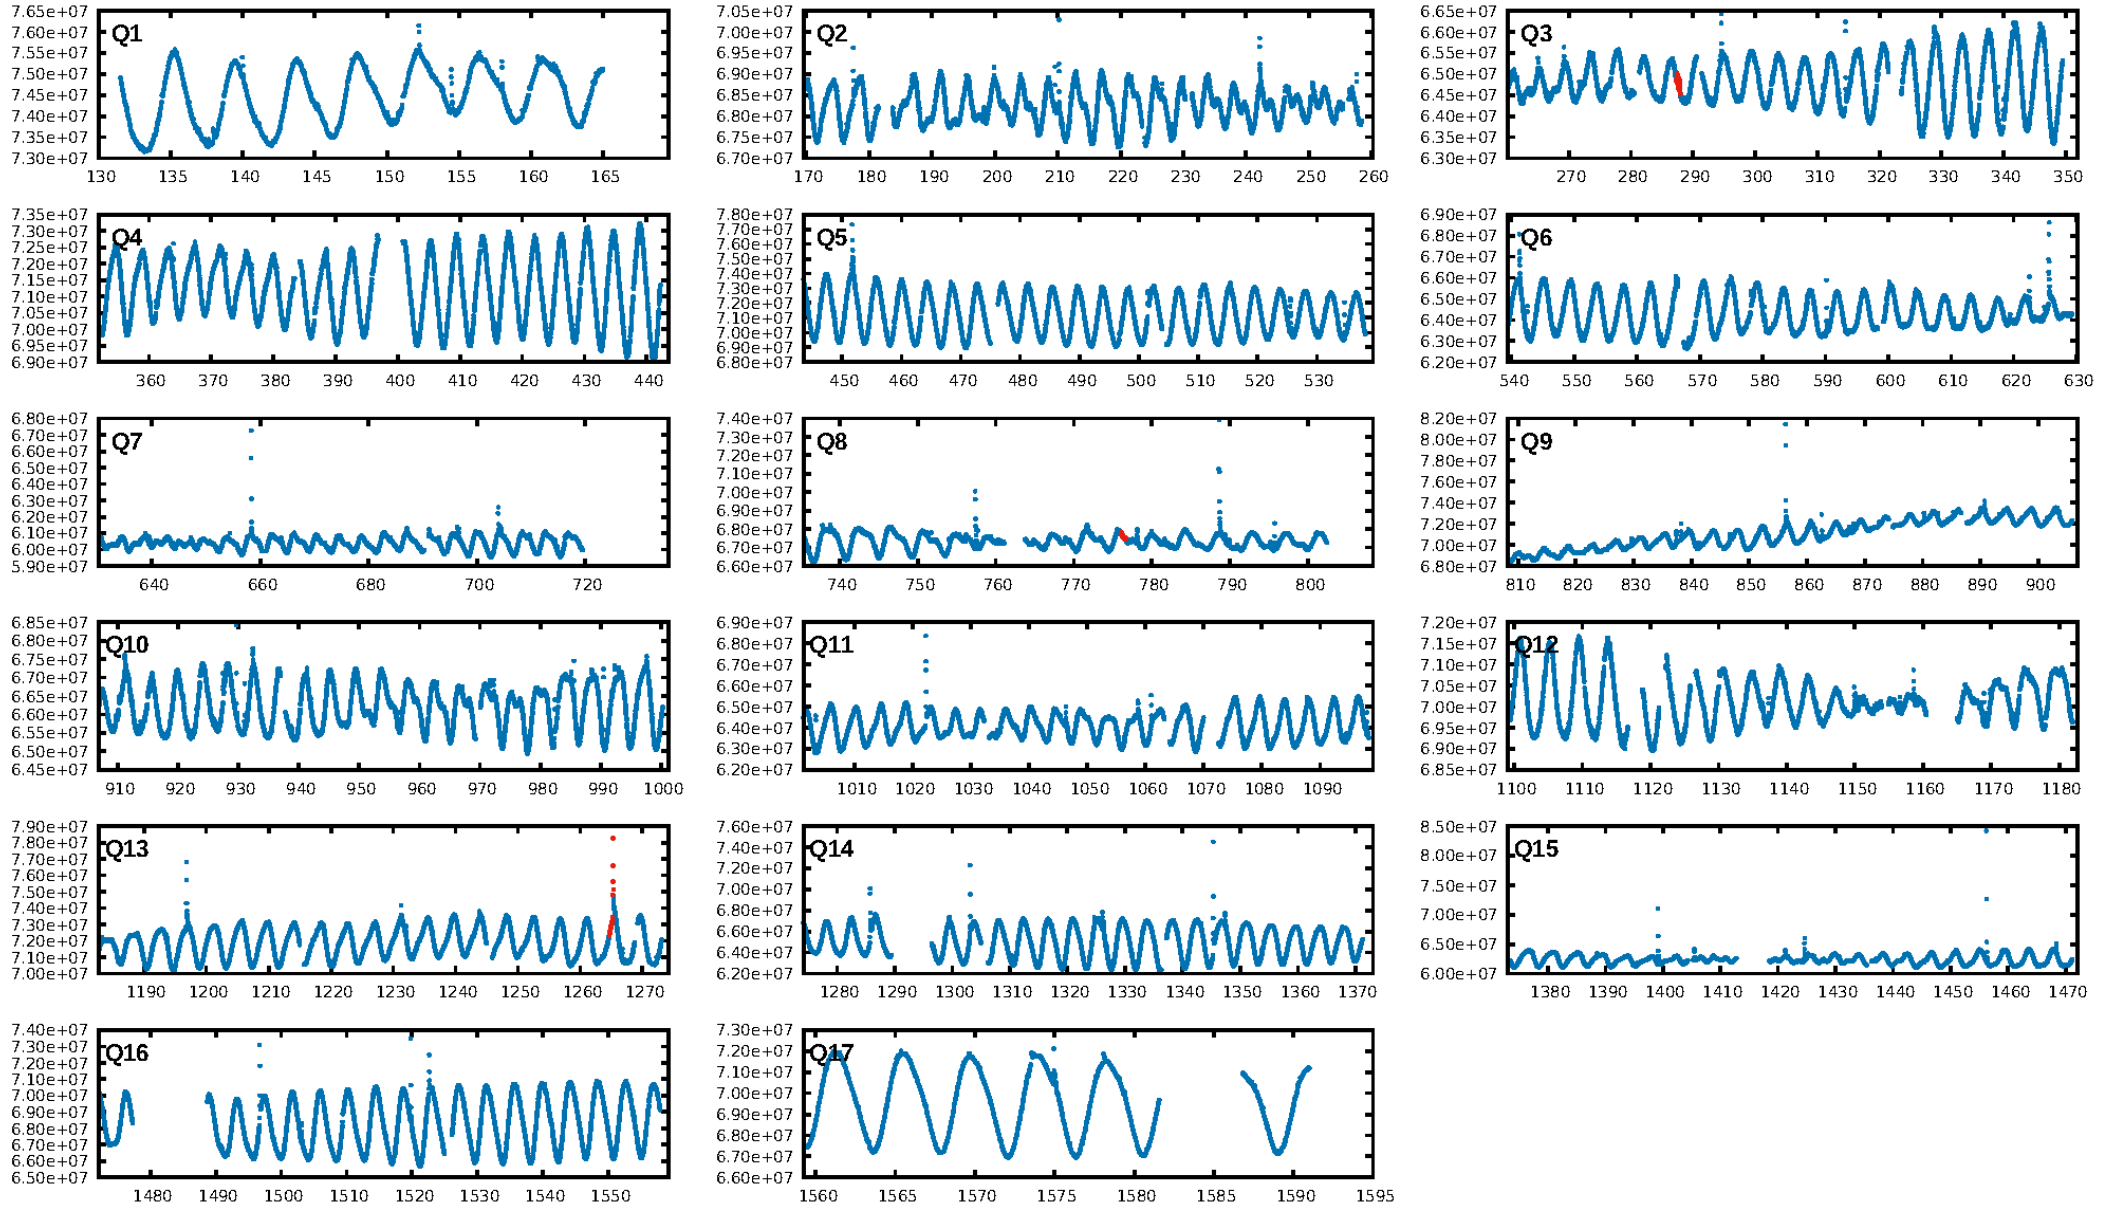 7.65e+07
7.60e+07
7.55e+07
7.50e+07
7.45e+07
7.40e+07
7.35e+07
7.30e+07
Q1
130 135 140 145 150 155 160 165
7.05e+07
7.00e+07
6.95e+07
6.90e+07
6.85e+07
6.80e+07
6.75e+07
6.70e+07
Q2
170 180 190 200 210 220 230 240 250 260
6.65e+07
6.60e+07
6.55e+07
6.50e+07
6.45e+07
6.40e+07
6.35e+07
6.30e+07
Q3
270 280 290 300 310 320 330 340 350
7.35e+07
7.30e+07
7.25e+07
7.20e+07
7.15e+07
7.10e+07
7.05e+07
7.00e+07
6.95e+07
6.90e+07
Q4
360 370 380 390 400 410 420 430 440
7.80e+07
7.70e+07
7.60e+07
7.50e+07
7.40e+07
7.30e+07
7.20e+07
7.10e+07
7.00e+07
6.90e+07
6.80e+07
Q5
450 460 470 480 490 500 510 520 530
6.90e+07
6.80e+07
6.70e+07
6.60e+07
6.50e+07
6.40e+07
6.30e+07
6.20e+07
Q6
540 550 560 570 580 590 600 610 620 630
6.80e+07
6.70e+07
6.60e+07
6.50e+07
6.40e+07
6.30e+07
6.20e+07
6.10e+07
6.00e+07
5.90e+07
Q7
640 660 680 700 720
7.40e+07
7.30e+07
7.20e+07
7.10e+07
7.00e+07
6.90e+07
6.80e+07
6.70e+07
6.60e+07
Q8
740 750 760 770 780 790 800
8.20e+07
8.00e+07
7.80e+07
7.60e+07
7.40e+07
7.20e+07
7.00e+07
6.80e+07
Q9
810 820 830 840 850 860 870 880 890 900
6.85e+07
6.80e+07
6.75e+07
6.70e+07
6.65e+07
6.60e+07
6.55e+07
6.50e+07
6.45e+07
Q10
910 920 930 940 950 960 970 980 990 1000
6.90e+07
6.80e+07
6.70e+07
6.60e+07
6.50e+07
6.40e+07
6.30e+07
6.20e+07
Q11
1010 1020 1030 1040 1050 1060 1070 1080 1090
7.20e+07
7.15e+07
7.10e+07
7.05e+07
7.00e+07
6.95e+07
6.90e+07
6.85e+07
Q12
1100 1110 1120 1130 1140 1150 1160 1170 1180
7.90e+07
7.80e+07
7.70e+07
7.60e+07
7.50e+07
7.40e+07
7.30e+07
7.20e+07
7.10e+07
7.00e+07
Q13
1190 1200 1210 1220 1230 1240 1250 1260 1270
7.60e+07
7.40e+07
7.20e+07
7.00e+07
6.80e+07
6.60e+07
6.40e+07
6.20e+07
Q14
1280 1290 1300 1310 1320 1330 1340 1350 1360 1370
8.50e+07
8.00e+07
7.50e+07
7.00e+07
6.50e+07
6.00e+07
Q15
1380 1390 1400 1410 1420 1430 1440 1450 1460 1470
7.40e+07
7.30e+07
7.20e+07
7.10e+07
7.00e+07
6.90e+07
6.80e+07
6.70e+07
6.60e+07
6.50e+07
Q16
1480 1490 1500 1510 1520 1530 1540 1550
7.30e+07
7.20e+07
7.10e+07
7.00e+07
6.90e+07
6.80e+07
6.70e+07
6.60e+07
Q17
1560 1565 1570 1575 1580 1585 1590 1595